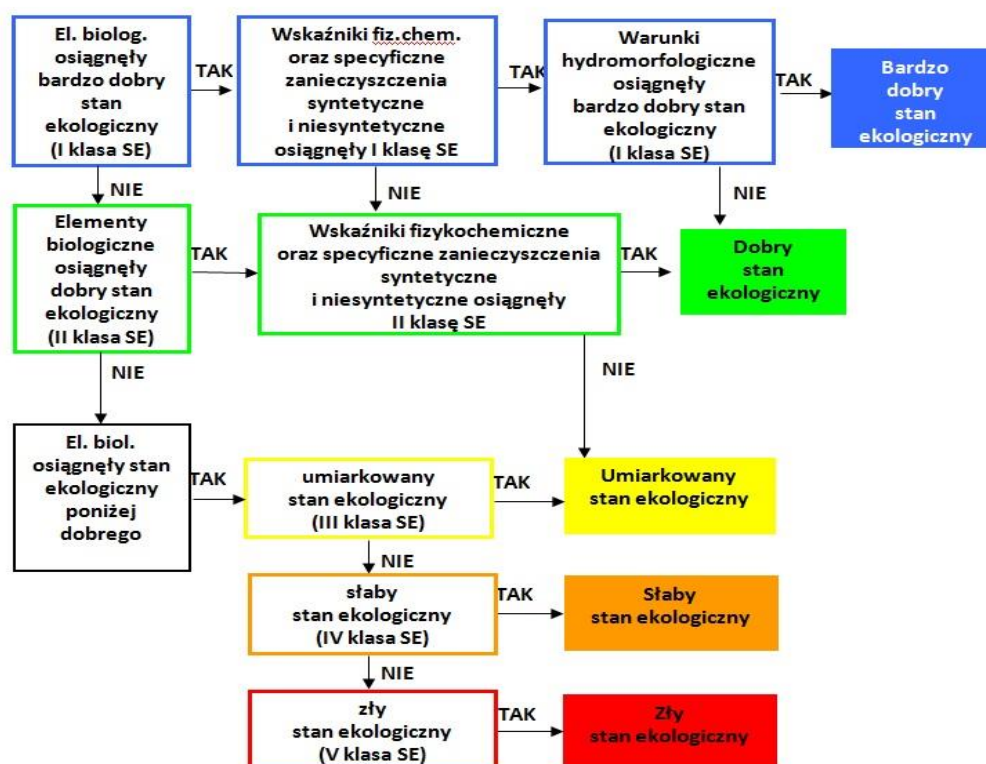 El. biolog.
osiągnęły
bardzo dobry
stan
ekologiczny
(I klasa SE)
TAK
Wskaźniki fiz.chem.
oraz specyficzne
zanieczyszczenia
syntetyczne
i niesyntetyczne
osiągnęły I klasę SE
TAK
Warunki
hydromorfologiczne
osiągnęły
bardzo dobry stan
ekologiczny
(I klasa SE)
TAK
Bardzo
dobry
stan
ekologiczny
NIE
NIE
NIE
Elementy
biologiczne
osiągnęły
dobry stan
ekologiczny
(II klasa SE)
TAK
Wskaźniki fizykochemiczne
oraz specyficzne zanieczyszczenia
syntetyczne
i niesyntetyczne osiągnęły
II klasę SE
TAK
Dobry
stan
ekologiczny
NIE
NIE
El. biol.
osiągnęły stan
ekologiczny
poniżej
dobrego
TAK
umiarkowany
stan ekologiczny
(III klasa SE)
TAK
Umiarkowany
stan ekologiczny
NIE
słaby
stan ekologiczny
(IV klasa SE)
TAK
Słaby
stan ekologiczny
NIE
zły
stan ekologiczny
(V klasa SE)
TAK
Zły
stan ekologiczny